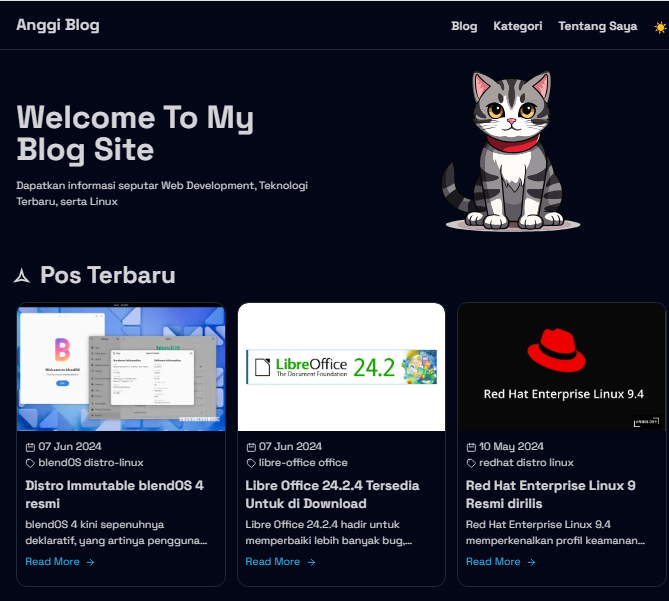 Anggi Blog
Blog Kategori Tentang Saya
Welcome To My
Blog Site
Dapatkan informasi seputar Web Development, Teknologi
Terbaru, serta Linux
Pos Terbaru
B
Welcome to blendOS
07 Jun 2024
blendOS distro-linux
Distro Immutable blendOS 4
resmi
blendOS 4 kini sepenuhnya
deklaratif, yang artinya pengguna...
Read More →
LibreOffice 24.2
The Document Foundation
07 Jun 2024
libre-office office
Libre Office 24.2.4 Tersedia
Untuk di Download
Libre Office 24.2.4 hadir untuk
memperbaiki lebih banyak bug,...
Read More →
Red Hat Enterprise Linux 9.4
10 May 2024
redhat distro linux
Red Hat Enterprise Linux 9
Resmi dirilis
Red Hat Enterprise Linux 9.4
memperkenalkan profil keamanan...
Read More →